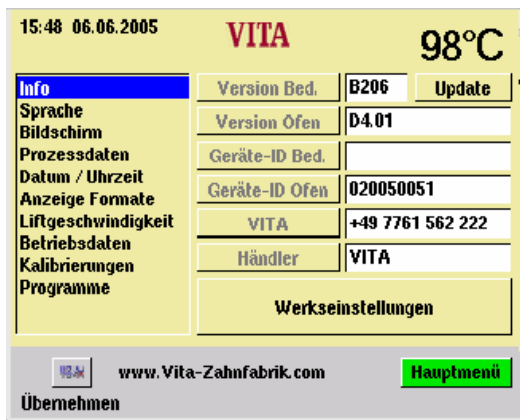 15:48 06.06.2005
VITA
98°C
Info
Sprache
Bildschirm
Prozessdaten
Datum / Uhrzeit
Anzeige Formate
Liftgeschwindigkeit
Betriebsdaten
Kalibrierungen
Programme
Version Bed. B206 Update
Version Ofen D4.01
Geräte-ID Bed.
Geräte-ID Ofen 020050051
VITA +49 7761 562 222
Händler VITA
Werkseinstellungen
www.Vita-Zahnfabrik.com
Hauptmenü
Übernehmen